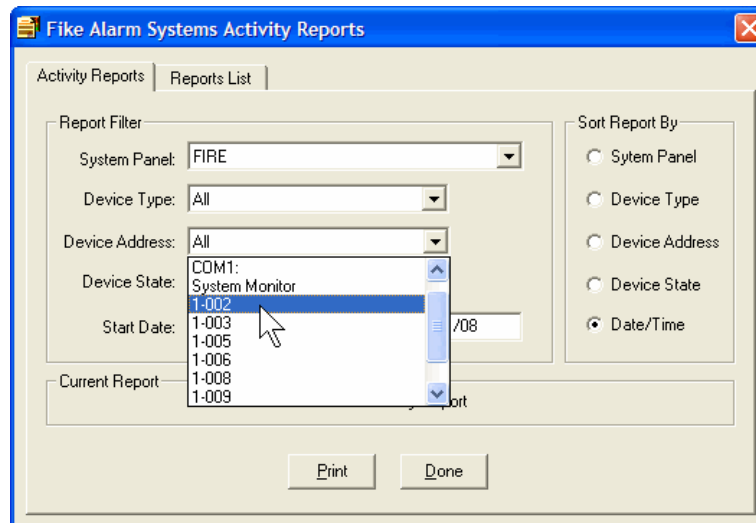 Fike Alarm Systems Activity Reports
Activity Reports
Reports List
Report Filter
System Panel: FIRE
Device Type: All
Device Address: All
COM1:
System Monitor
1-002
1-003
1-005
1-006
1-008
1-009
Device State:
Start Date: /08
Sort Report By
Sytem Panel
Device Type
Device Address
Device State
Date/Time
Current Report
Print
Done